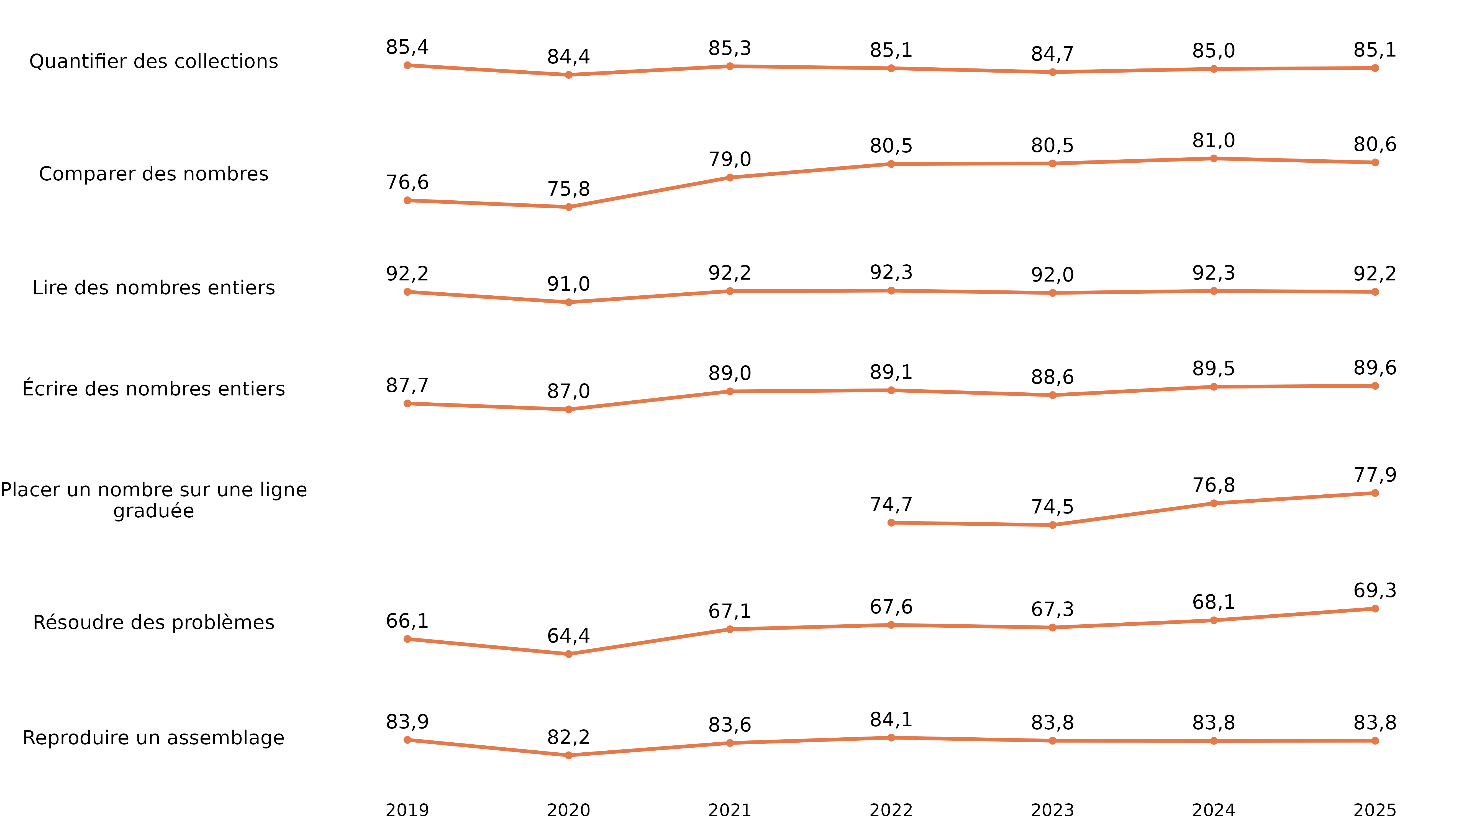 Quantifier des collections
85,4 84,4 85,3 85,1 84,7 85,0 85,1
Comparer des nombres
76,6 75,8 79,0 80,5 80,5 81,0 80,6
Lire des nombres entiers
92,2 91,0 92,2 92,3 92,0 92,3 92,2
Écrire des nombres entiers
87,7 87,0 89,0 89,1 88,6 89,5 89,6
Placer un nombre sur une ligne
graduée
74,7 74,5 76,8 77,9
Résoudre des problèmes
66,1 64,4 67,1 67,6 67,3 68,1 69,3
Reproduire un assemblage
83,9 82,2 83,6 84,1 83,8 83,8 83,8
2019 2020 2021 2022 2023 2024 2025